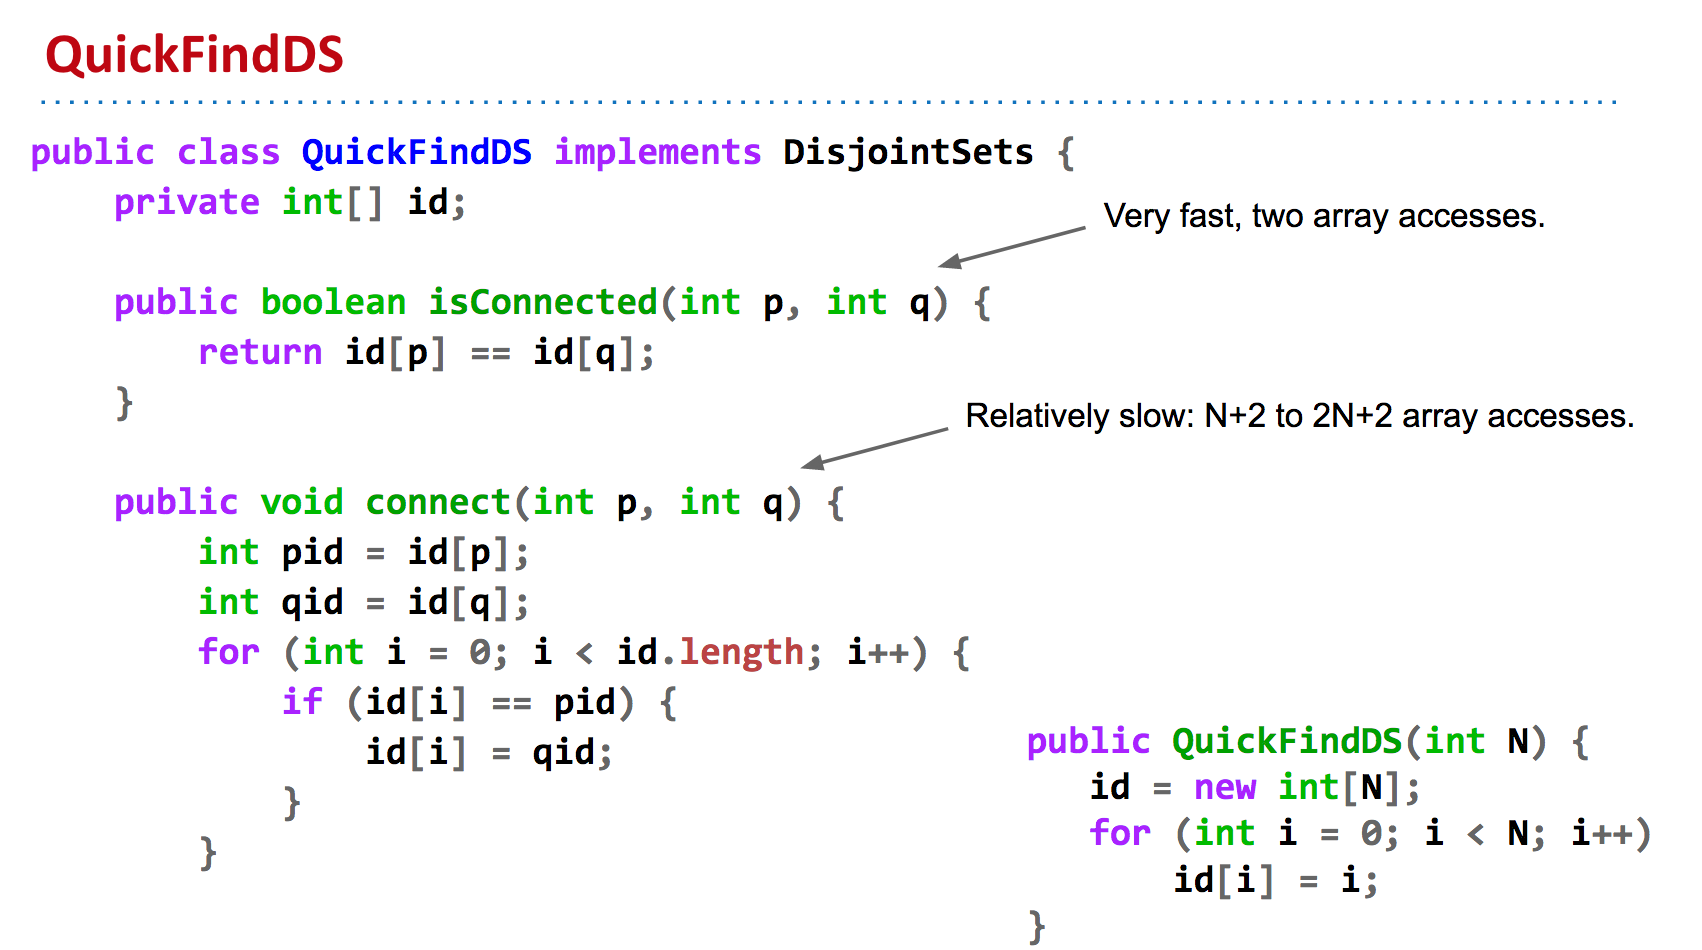 QuickFindDS
public class QuickFindDS implements DisjointSets {
    private int[] id;
Very fast, two array accesses.
    public boolean isConnected(int p, int q) {
        return id[p] == id[q];
    }
Relatively slow: N+2 to 2N+2 array accesses.
    public void connect(int p, int q) {
        int pid = id[p];
        int qid = id[q];
        for (int i = 0; i < id.length; i++) {
            if (id[i] == pid) {
                id[i] = qid;
            }
        }
public QuickFindDS(int N) {
   id = new int[N];
   for (int i = 0; i < N; i++)
       id[i] = i;
}